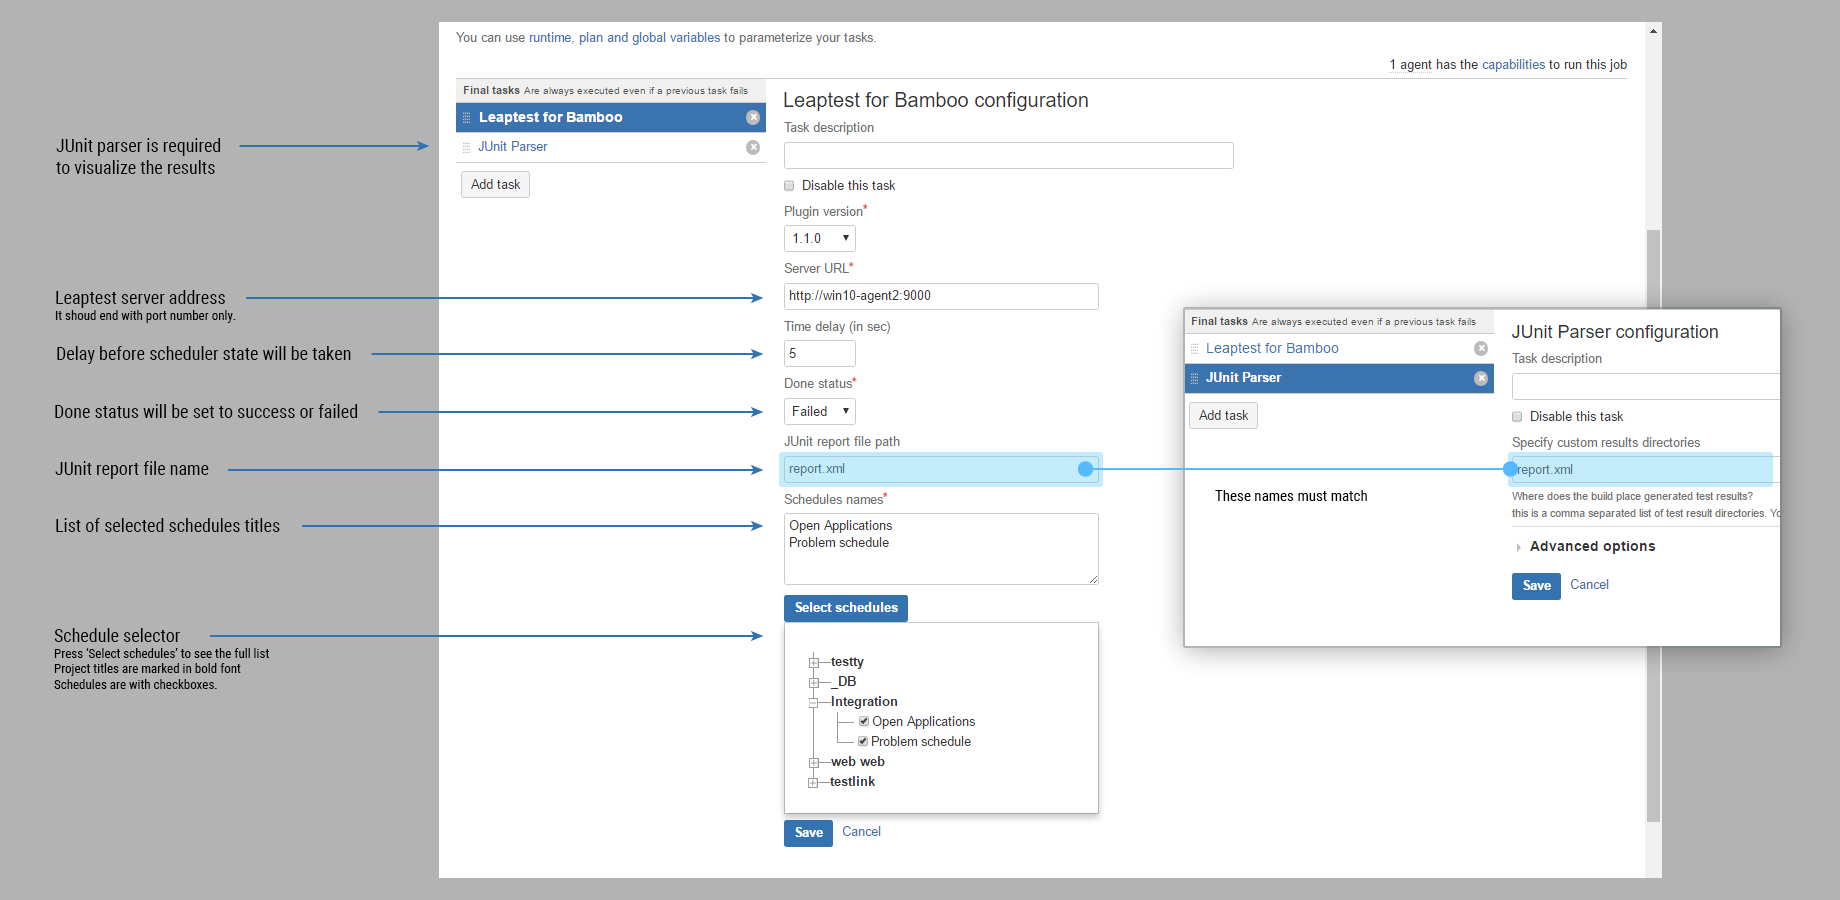 You can use runtime, plan and global variables to parameterize your tasks.
1 agent has the capabilities to run this job
Final tasks Are always executed even if a previous task fails
Leaptest for Bamboo
JUnit Parser
Add task
JUnit parser is required
to visualize the results
Leaptest server address
It shoud end with port number only.
Delay before scheduler state will be taken
Done status will be set to success or failed
JUnit report file name
List of selected schedules titles
Schedule selector
Press ‘Select schedules’ to see the full list
Project titles are marked in bold font
Schedules are with checkboxes.
Leaptest for Bamboo configuration
Task description
Disable this task
Plugin version*
1.1.0
Server URL*
http://win10-agent2:9000
Time delay (in sec)
5
Done status*
Failed
JUnit report file path
report.xml
Schedules names*
Open Applications
Problem schedule
Select schedules
testty
_DB
Integration
Open Applications
Problem schedule
web web
testlink
Save Cancel
Final tasks Are always executed even if a previous task fails
Leaptest for Bamboo
JUnit Parser
Add task
These names must match
JUnit Parser configuration
Task description
Disable this task
Specify custom results directories
report.xml
Where does the build place generated test results?
this is a comma separated list of test result directories.
Advanced options
Save Cancel